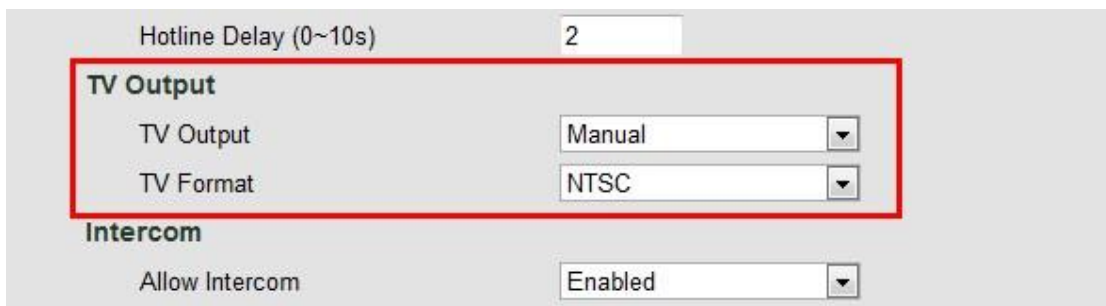 Hotline Delay (0~10s) 2
TV Output
TV Output Manual
TV Format NTSC
Intercom
Allow Intercom Enabled